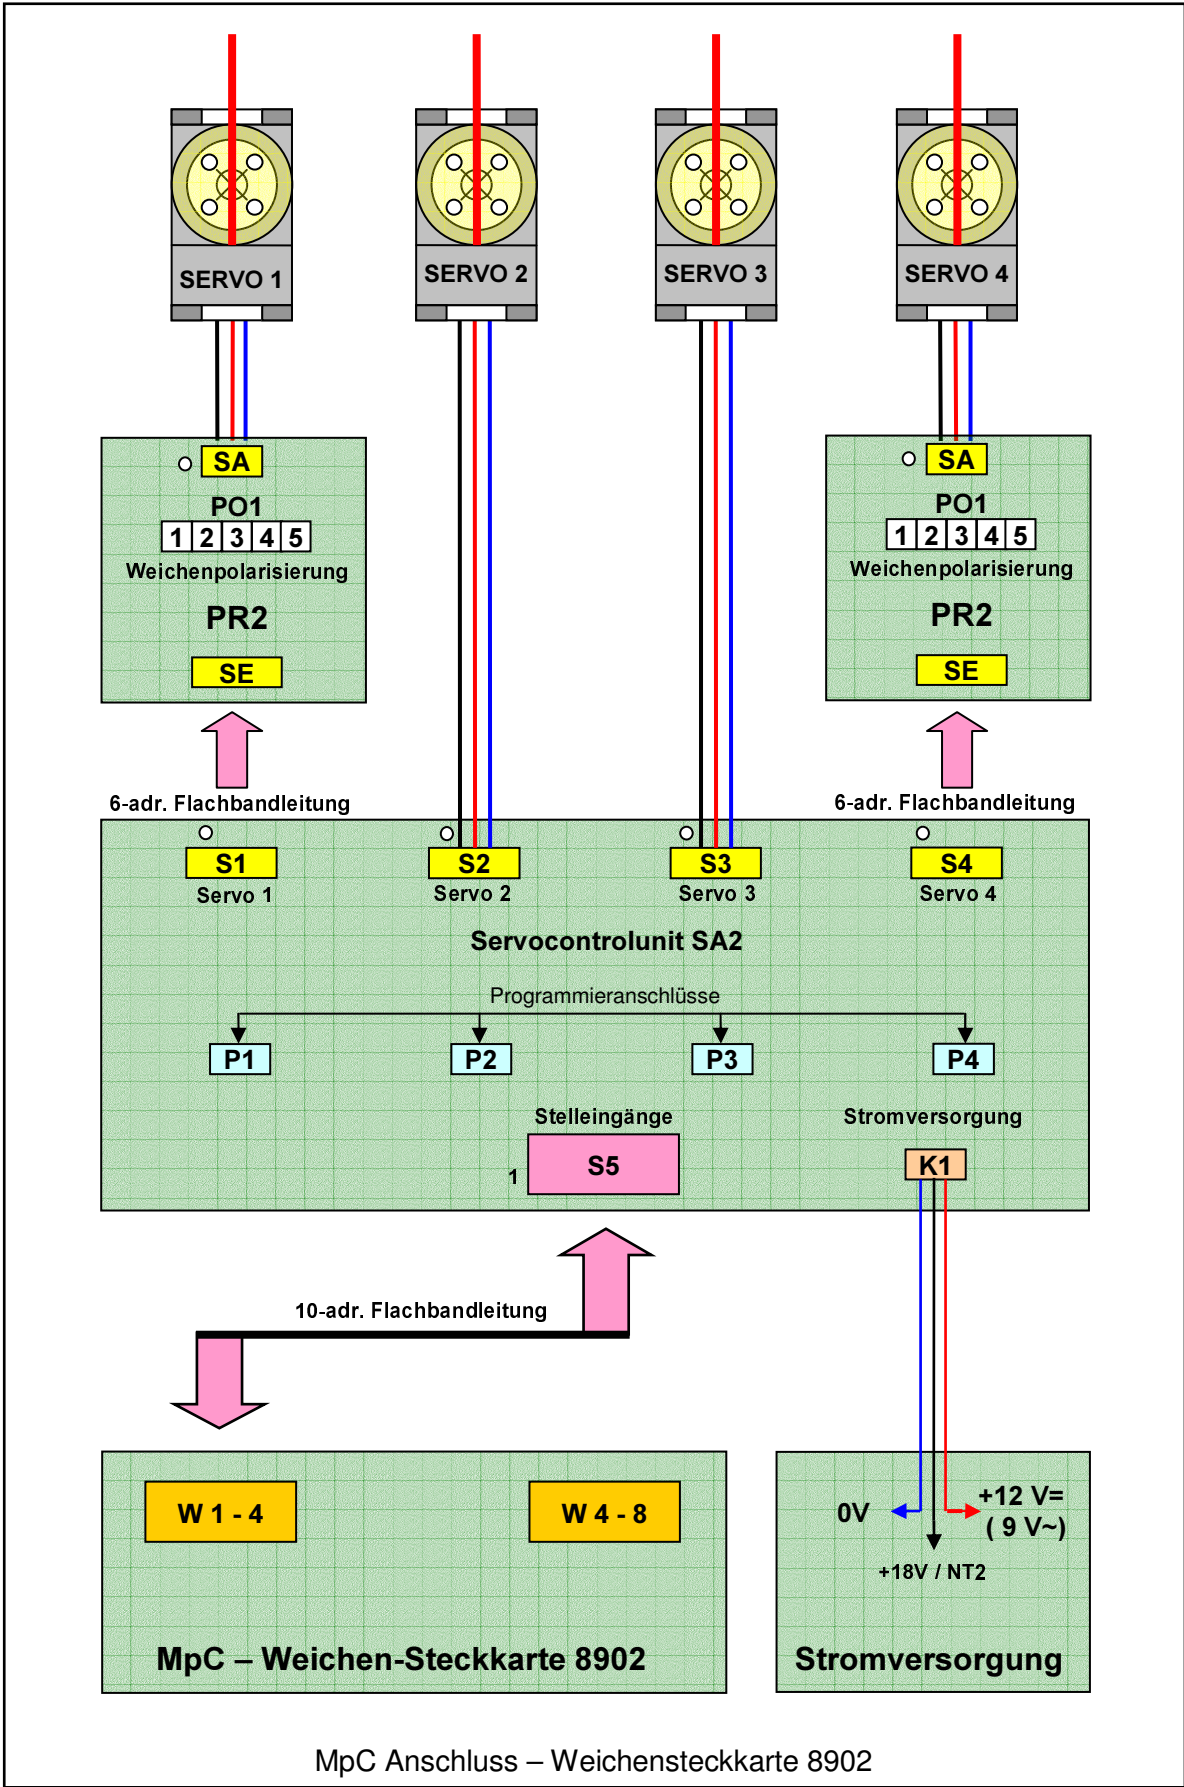 SERVO 1
SERVO 2
SERVO 3
SERVO 4
SA
PO1
1 2 3 4 5
Weichenpolarisierung
PR2
SE
SA
PO1
1 2 3 4 5
Weichenpolarisierung
PR2
SE
6-adr. Flachbandleitung
6-adr. Flachbandleitung
S1
S2
S3
S4
Servo 1
Servo 2
Servo 3
Servo 4
Servocontrolunit SA2
Programmieranschlüsse
P1
P2
P3
P4
Stelleingänge
Stromversorgung
1
S5
K1
10-adr. Flachbandleitung
W 1 - 4
W 4 - 8
MpC – Weichen-Steckkarte 8902
0V
+12 V=
( 9 V~)
+18V / NT2
Stromversorgung
MpC Anschluss – Weichensteckkarte 8902